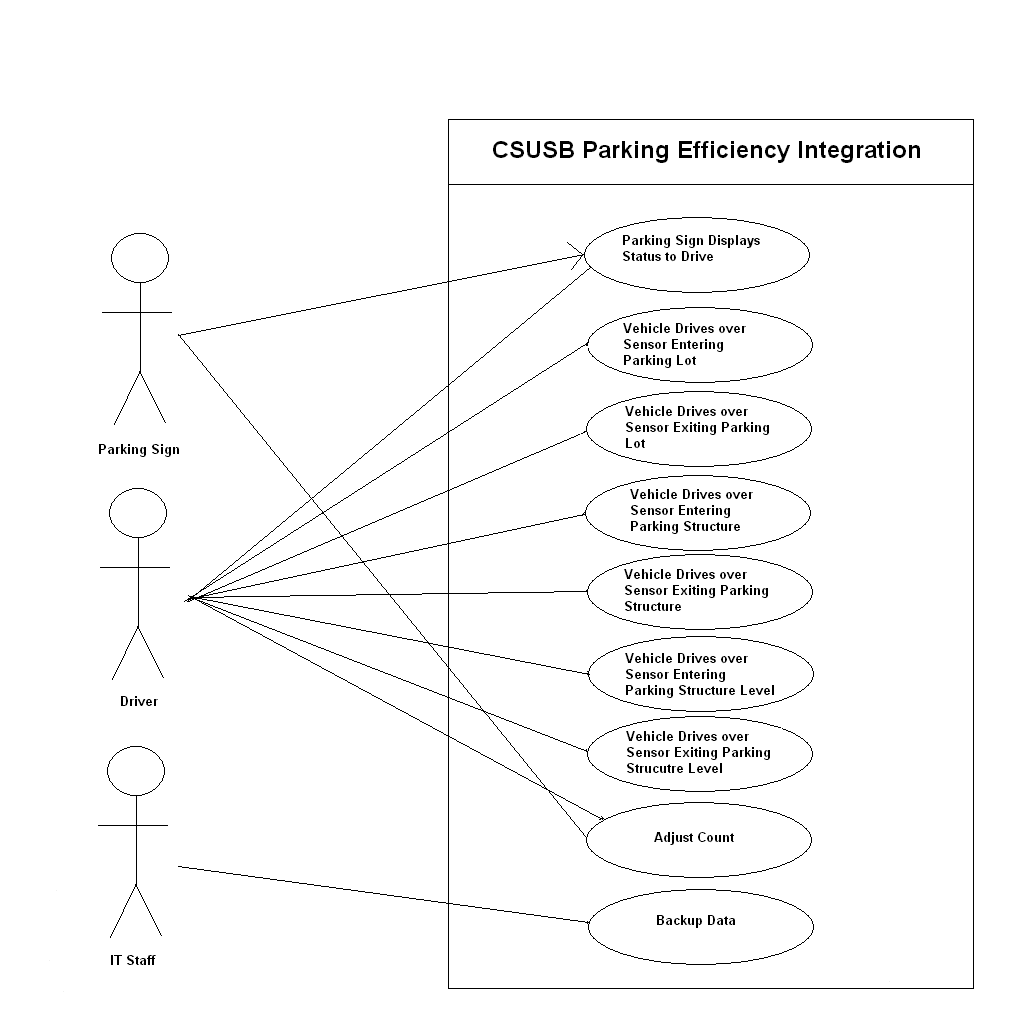 CSUSB Parking Efficiency Integration
Parking Sign Displays
Status to Drive
Vehicle Drives over
Sensor Entering
Parking Lot
Vehicle Drives over
Sensor Exiting Parking
Lot
Parking Sign
Vehicle Drives over
Sensor Entering
Parking Structure
Vehicle Drives over
Sensor Exiting Parking
Structure
Vehicle Drives over
Sensor Entering
Parking Structure Level
Driver
Vehicle Drives over
Sensor Exiting Parking
Strucutre Level
Adjust Count
Backup Data
IT Staff